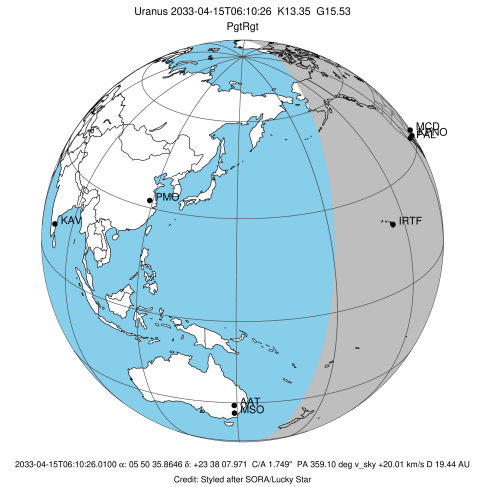 Uranus 2033-04-15T06:10:26 K13.35 G15.53
PgtRgt
MCD
PAL
PMO
KAV
IRTF
AAT
MSO
2033-04-15T06:10:26.0100 α: 05 50 35.8646 δ: +23 38 07.971 C/A 1.749" PA 359.10 deg v_sky +20.01 km/s D 19.44 AU
Credit: Styled after SORA/Lucky Star